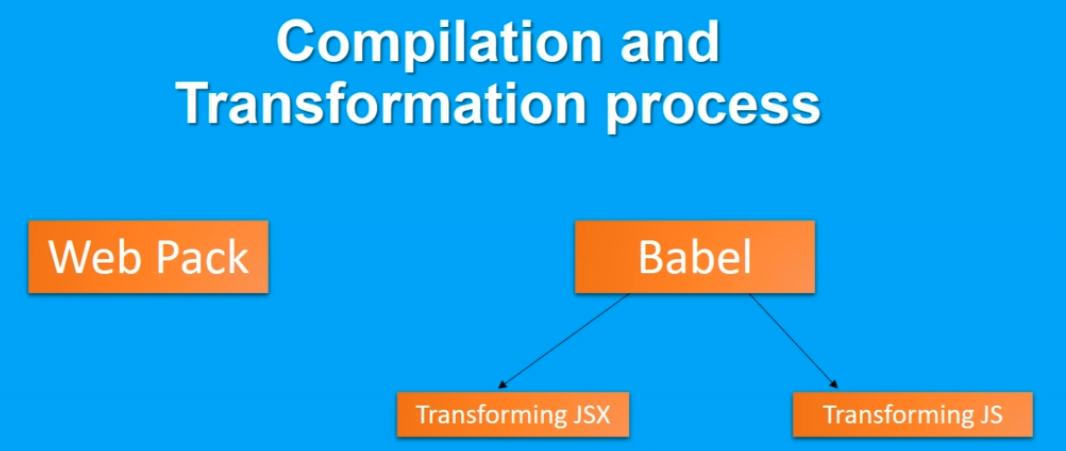 Compilation and
Transformation process
Web Pack
Babel
Transforming JSX
Transforming JS